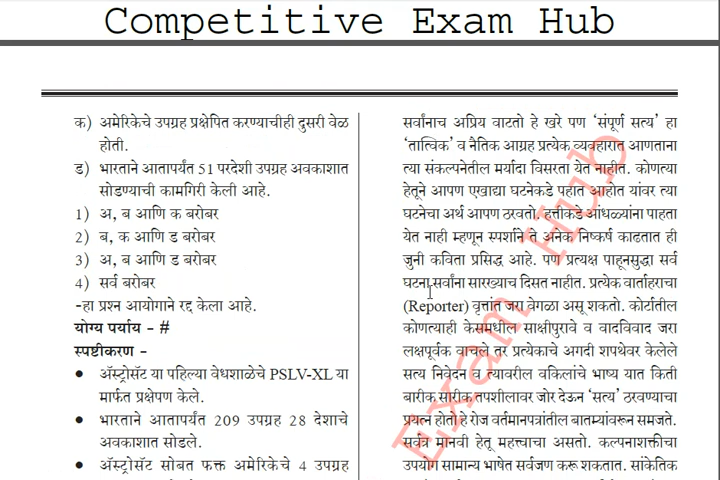 Competitive Exam Hub
क) अमेरिकेचे उपग्रह प्रक्षेपित करण्याचीही दुसरी वेळ
होती.
ड) भारताने आतापर्यंत 51 परदेशी उपग्रह अवकाशात
सोडण्याची कामगिरी केली आहे.
1) अ, ब आणि क बरोबर
2) ब, क आणि ड बरोबर
3) अ, ब आणि ड बरोबर
4) सर्व बरोबर
-हा प्रश्न आयोगाने रद्द केला आहे.
योग्य पर्याय - #
स्पष्टीकरण -
• ॲस्ट्रोसॅट या पहिल्या वेधशाळेचे PSLV-XL या
मार्फत प्रक्षेपण केले.
• भारताने आतापर्यंत 209 उपग्रह 28 देशाचे
अवकाशात सोडले.
• ॲस्ट्रोसॅट सोबत फक्त अमेरिकेचे 4 उपग्रह
सर्वांनाच अप्रिय वाटतो हे खरे पण ‘संपूर्ण सत्य’ हा
‘तात्विक’ व नैतिक आग्रह प्रत्येक व्यवहारात आणताना
त्या संकल्पनेतील मर्यादा विसरता येत नाहीत. कोणत्या
हेतूने आपण एखाद्या घटनेकडे पहात आहोत यांवर त्या
घटनेचा अर्थ आपण ठरवतो. हत्तीकडे आंधळ्यांना पाहता
येत नाही म्हणून स्पर्शाने ते अनेक निष्कर्ष काढतात ही
जुनी कविता प्रसिद्ध आहे. पण प्रत्यक्ष पाहूनसुद्धा सर्व
घटना सर्वांना सारख्याच दिसत नाहीत. प्रत्येक वार्ताहराचा
(Reporter) वृत्तांत जरा वेगळा असू शकतो. कोर्टातील
कोणत्याही केसमधील साक्षीपुरावे व वादविवाद जरा
लक्षपूर्वक वाचले तर प्रत्येकाचे अगदी शपथेवर केलेले
सत्य निवेदन व त्यावरील वकिलांचे भाष्य यात किती
बारीक सारीक तपशीलावर जोर देऊन ‘सत्य’ ठरवण्याचा
प्रयत्न होतो हे रोज वर्तमानपत्रांतील बातम्यांवरून समजते.
सर्वत्र मानवी हेतू महत्त्वाचा असतो. कल्पनाशक्तीचा
उपयोग सामान्य भाषेत सर्वजण करू शकतात. सांकेतिक
Exam Hub